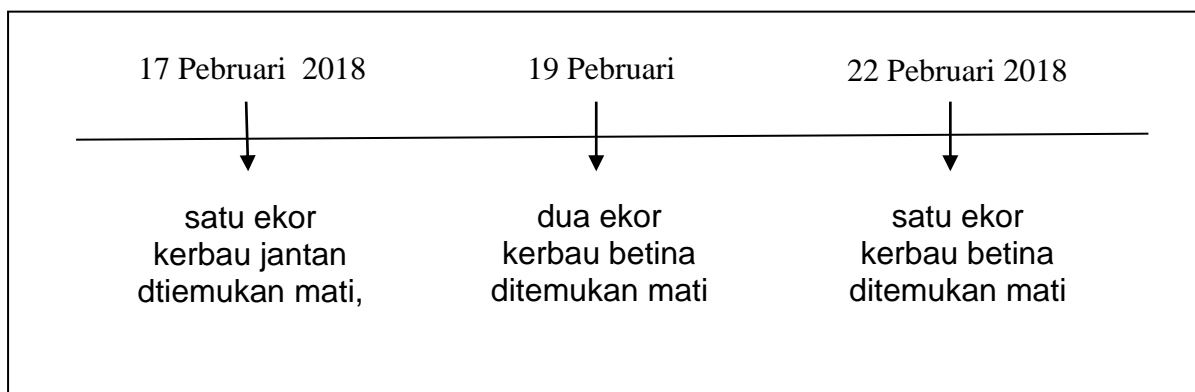 17 Pebruari  2018
19 Pebruari
22 Pebruari 2018
satu ekor
kerbau jantan
dtiemukan mati,
dua ekor
kerbau betina
ditemukan mati
satu ekor
kerbau betina
ditemukan mati